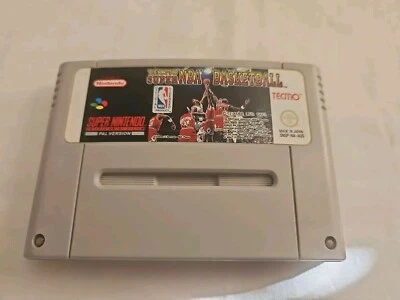 Nintendo
SUPER NBA BASKETBALL
TECMO
NBA
SUPER NINTENDO
PAL VERSION
MADE IN JAPAN